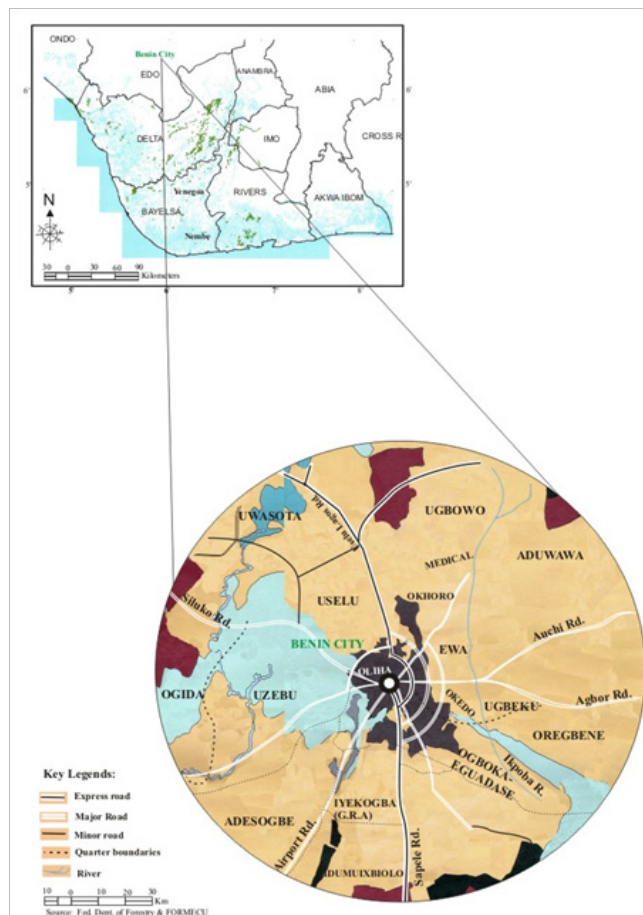 ONDO
Benin City
EDO
ANAMBRA
ABIA
6'
6'
DELTA
IMO
CROSS R
5'
5'
Yenegoa
RIVERS
AKWA IBOM
BAYELSA
N
Nembe
30 0 30 60 90
Kilometers
5' 6' 7' 8'
UWASOTA
UGBOWO
ADUWAWA
MEDICAL
USELU
OKHORO
Siluko Rd.
BENIN CITY
EWA
Auchi Rd.
OLIHA
OGIDA
UZEBU
OKEDO
UGBEKU
Agbor Rd.
OREGBENE
Ikpoba R.
OGBOKA-
EGUADASE
IYEKOGBA
(G.R.A)
ADESOGBE
Airport Rd.
IDUMUIXBIOLO
Sapele Rd.
Key Legends:
Express road
Major Road
Minor road
Quarter boundaries
River
10 0 10 20 30
Km
Source: Fed. Dept. of Forestry & FORMECU